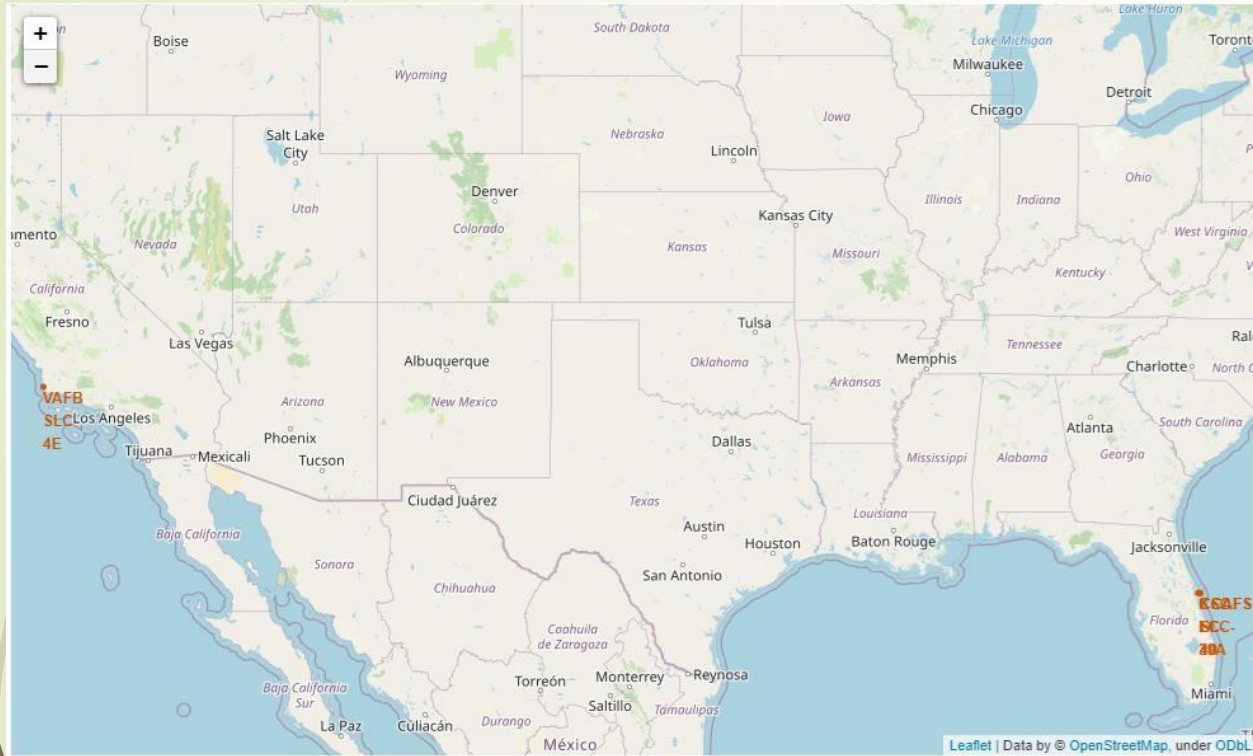 +
−
Boise
South Dakota
Lake Huron
Lake Michigan
Milwaukee
Wyoming
Detroit
Chicago
Iowa
Salt Lake
City
Nebraska
Lincoln
Denver
Ohio
Utah
Illinois
Indiana
Kansas City
Colorado
West Virginia
Nevada
Kansas
Missouri
Kentucky
California
Fresno
Las Vegas
Tulsa
Tennessee
Albuquerque
Oklahoma
Memphis
Charlotte
Arkansas
VAFB
SLC-
4E
Los Angeles
Arizona
New Mexico
South Carolina
Atlanta
Phoenix
Dallas
Tijuana
Mexicali
Tucson
Mississippi
Alabama
Georgia
Ciudad Juárez
Texas
Louisiana
Baja California
Austin
Houston
Baton Rouge
Jacksonville
Sonora
San Antonio
Chihuahua
Florida
Coahuila
de Zaragoza
Torreón
Monterrey
Reynosa
Baja California
Sur
Saltillo
Tamaulipas
Miami
La Paz
Culiacán
Durango
México
Leaflet | Data by © OpenStreetMap, under ODbL